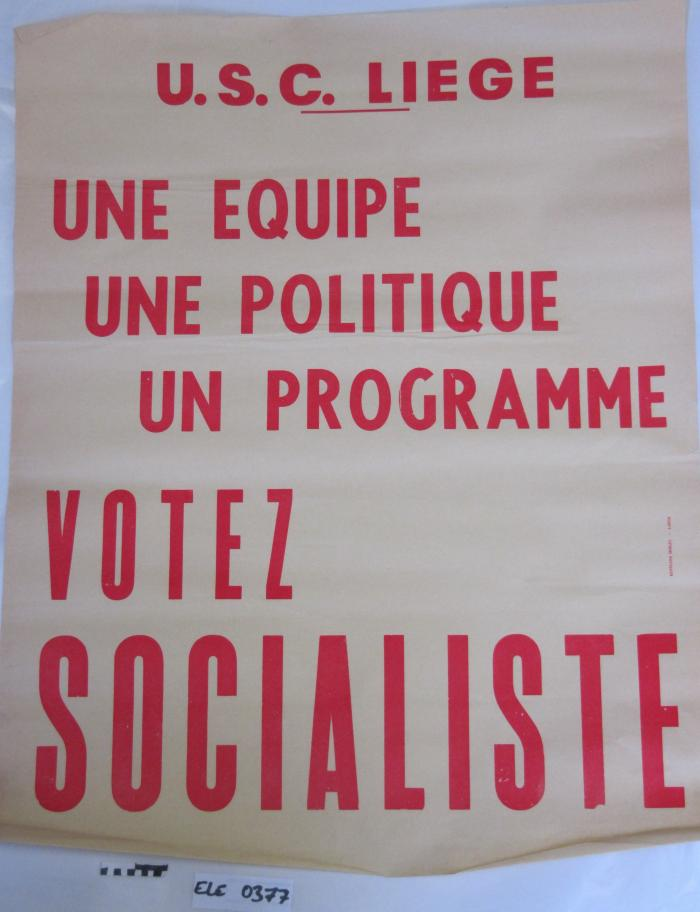 U.S.C. LIEGE
UNE EQUIPE
UNE POLITIQUE
UN PROGRAMME
VOTEZ
SOCIALISTE
ELE 0377